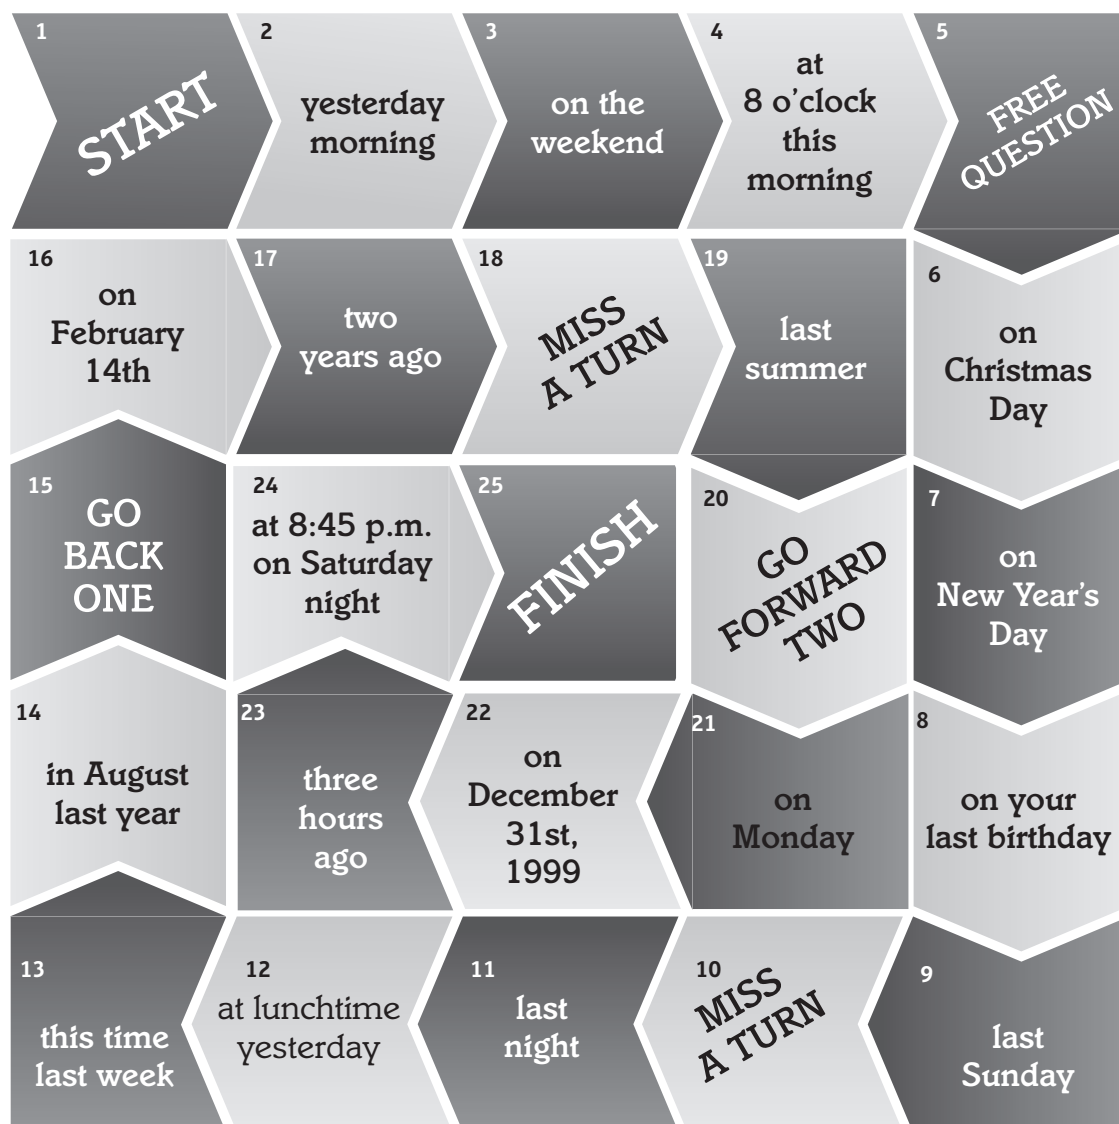 1
START
2
yesterday
morning
3
on the
weekend
4
at
8 o’clock
this
morning
5
FREE
QUESTION
6
on
Christmas
Day
7
on
New Year’s
Day
8
on your
last birthday
9
last
Sunday
10
MISS
A TURN
11
last
night
12
at lunchtime
yesterday
13
this time
last week
14
in August
last year
15
GO
BACK
ONE
16
on
February
14th
17
two
years ago
18
MISS
A TURN
19
last
summer
20
GO
FORWARD
TWO
21
on
Monday
22
on
December
31st,
1999
23
three
hours
ago
24
at 8:45 p.m.
on Saturday
night
25
FINISH